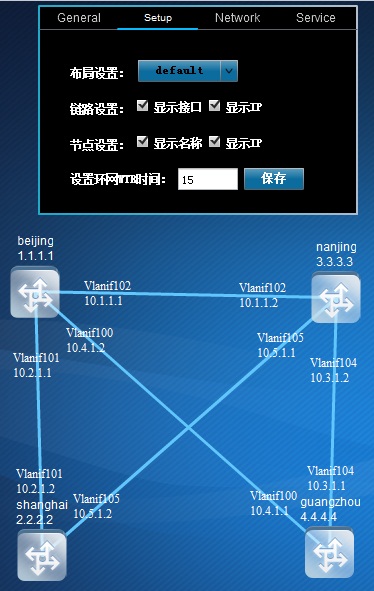 General Setup Network Service
布局设置： default
链路设置： 显示接口 显示IP
节点设置： 显示名称 显示IP
设置环网WTR时间： 15 保存
beijing
1.1.1.1
nanjing
3.3.3.3
Vlanif102
10.1.1.1
Vlanif102
10.1.1.2
Vlanif100
10.4.1.2
Vlanif105
10.5.1.1
Vlanif101
10.2.1.1
Vlanif104
10.3.1.2
Vlanif101
10.2.1.2
Vlanif104
10.3.1.1
shanghai
2.2.2.2
Vlanif105
10.5.1.2
Vlanif100
10.4.1.1
guangzhou
4.4.4.4